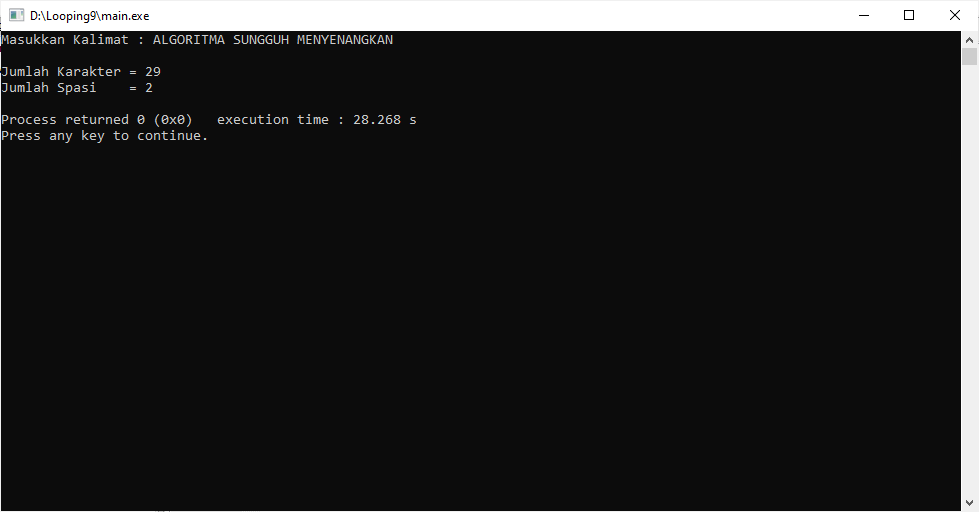 D:\Looping9\main.exe
Masukkan Kalimat : ALGORITMA SUNGGUH MENYENANGKAN
Jumlah Karakter = 29
Jumlah Spasi    = 2
Process returned 0 (0x0)   execution time : 28.268 s
Press any key to continue.